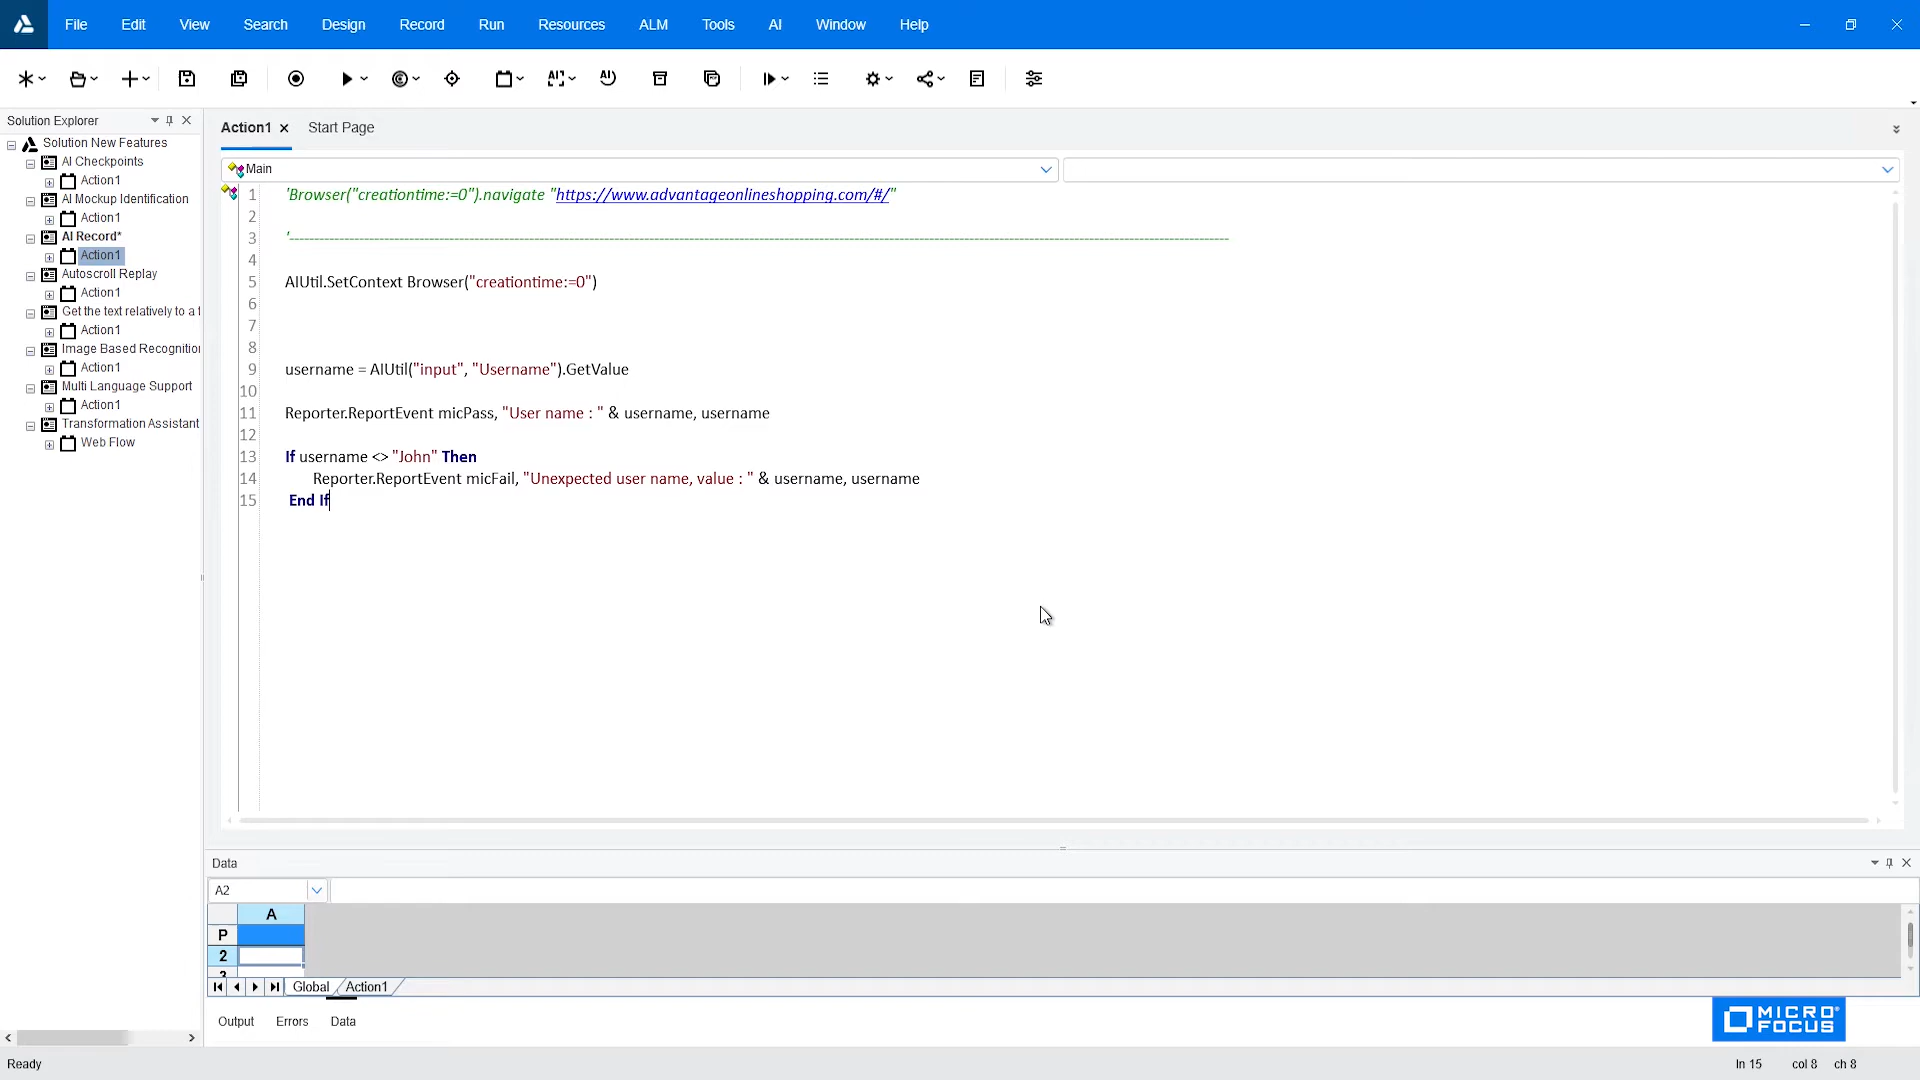 File Edit View Search Design Record Run Resources ALM Tools AI Window Help
Solution Explorer
Solution New Features
AI Checkpoints
Action1
AI Mockup Identification
Action1
AI Record*
Action1
Autoscroll Replay
Action1
Get the text relatively to a f
Action1
Image Based Recognition
Action1
Multi Language Support
Action1
Transformation Assistant
Web Flow
Action1 Start Page
Main
1 'Browser("creationtime:=0").navigate "https://www.advantageonlineshopping.com/#/"
2
3 '--------------------------------------------------------------------------------
4
5 AIUtil.SetContext Browser("creationtime:=0")
6
7
8
9 username = AIUtil("input", "Username").GetValue
10
11 Reporter.ReportEvent micPass, "User name : " & username, username
12
13 If username <> "John" Then
14 Reporter.ReportEvent micFail, "Unexpected user name, value : " & username, username
15 End If
Data
A2
A
P
2
3
Global Action1
Output Errors Data
MICRO
FOCUS
Ready
ln 15 col 8 ch 8